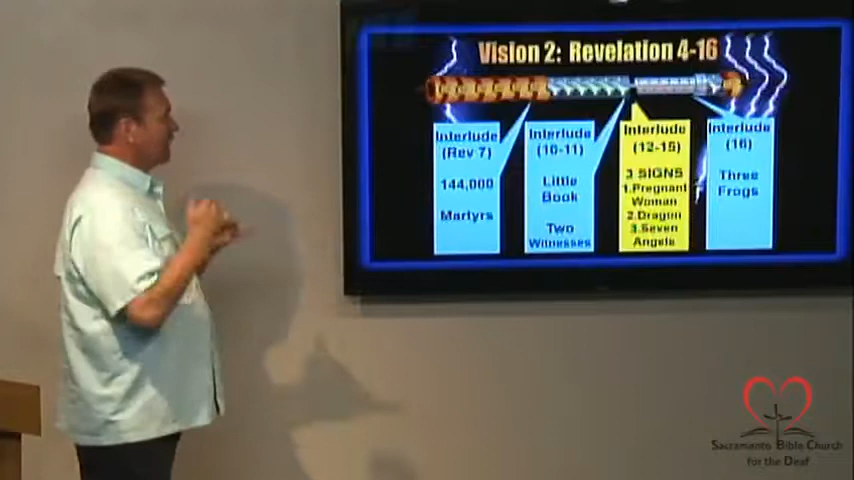 Vision 2: Revelation 4-16
Interlude
(Rev 7)
144,000
Martyrs
Interlude
(10-11)
Little
Book
Two
Witnesses
Interlude
(12-15)
3 SIGNS
1.Pregnant
Woman
2.Dragon
3.Seven
Angels
Interlude
(16)
Three
Frogs
Sacramento Bible Church
for the Deaf